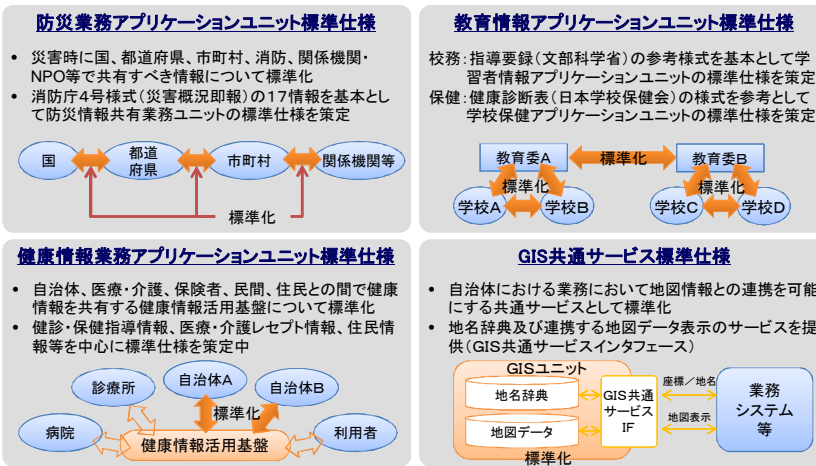 防災業務アプリケーションユニット標準仕様
• 災害時に国、都道府県、市町村、消防、関係機関・
NPO等で共有すべき情報について標準化
• 消防庁4号様式(災害概況即報)の17情報を基本とし
て防災情報共有業務ユニットの標準仕様を策定
国
都道
府県
市町村
関係機関等
標準化
教育情報アプリケーションユニット標準仕様
校務:指導要録(文部科学省)の参考様式を基本として学
習者情報アプリケーションユニットの標準仕様を策定
保健:健康診断表(日本学校保健会)の様式を参考として
学校保健アプリケーションユニットの標準仕様を策定
教育委A
標準化
教育委B
標準化
標準化
学校A
学校B
学校C
学校D
健康情報業務アプリケーションユニット標準仕様
• 自治体、医療・介護、保険者、民間、住民との間で健康
情報を共有する健康情報活用基盤について標準化
• 健診・保健指導情報、医療・介護レセプト情報、住民情
報等を中心に標準仕様を策定中
診療所
自治体A
自治体B
標準化
病院
健康情報活用基盤
利用者
GIS共通サービス標準仕様
• 自治体における業務において地図情報との連携を可能
にする共通サービスとして標準化
• 地名辞典及び連携する地図データ表示のサービスを提
供(GIS共通サービスインタフェース)
GISユニット
地名辞典
地図データ
GIS共通
サービス
IF
座標/地名
地図表示
業務
システム
等
標準化